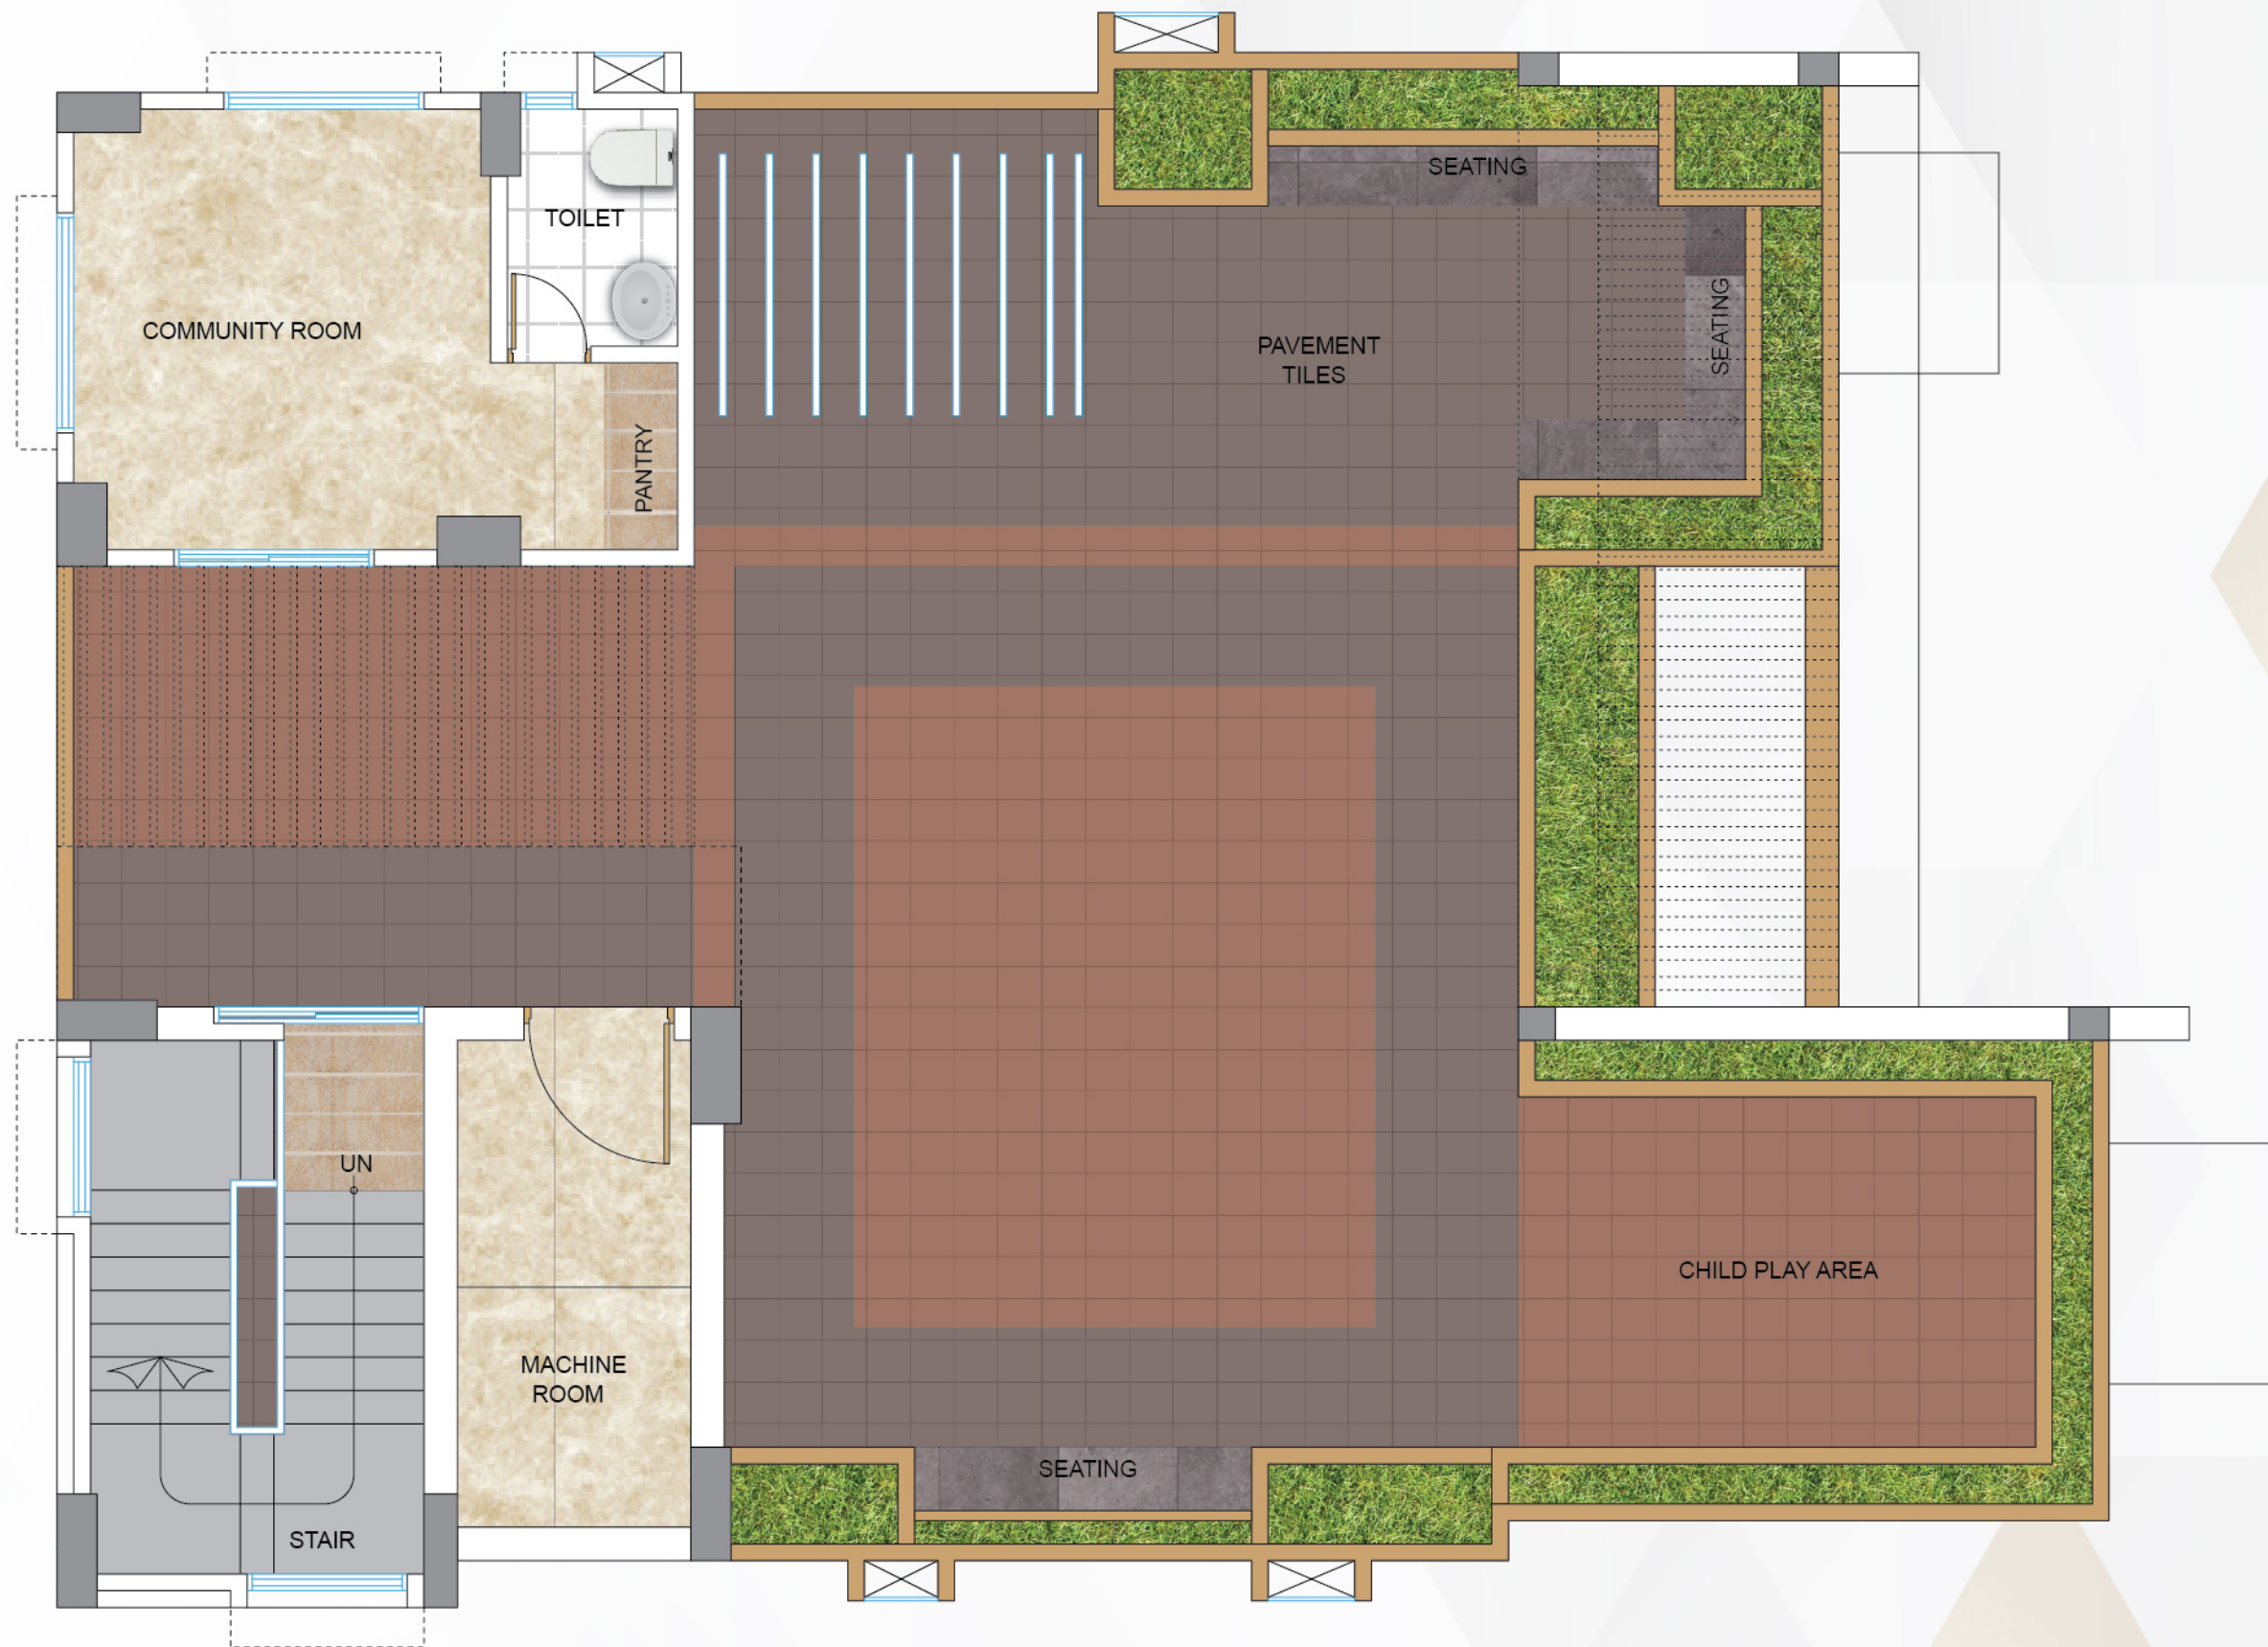 SEATING
TOILET
COMMUNITY ROOM
SEATING
PAVEMENT
TILES
PANTRY
UN
CHILD PLAY AREA
MACHINE
ROOM
SEATING
STAIR